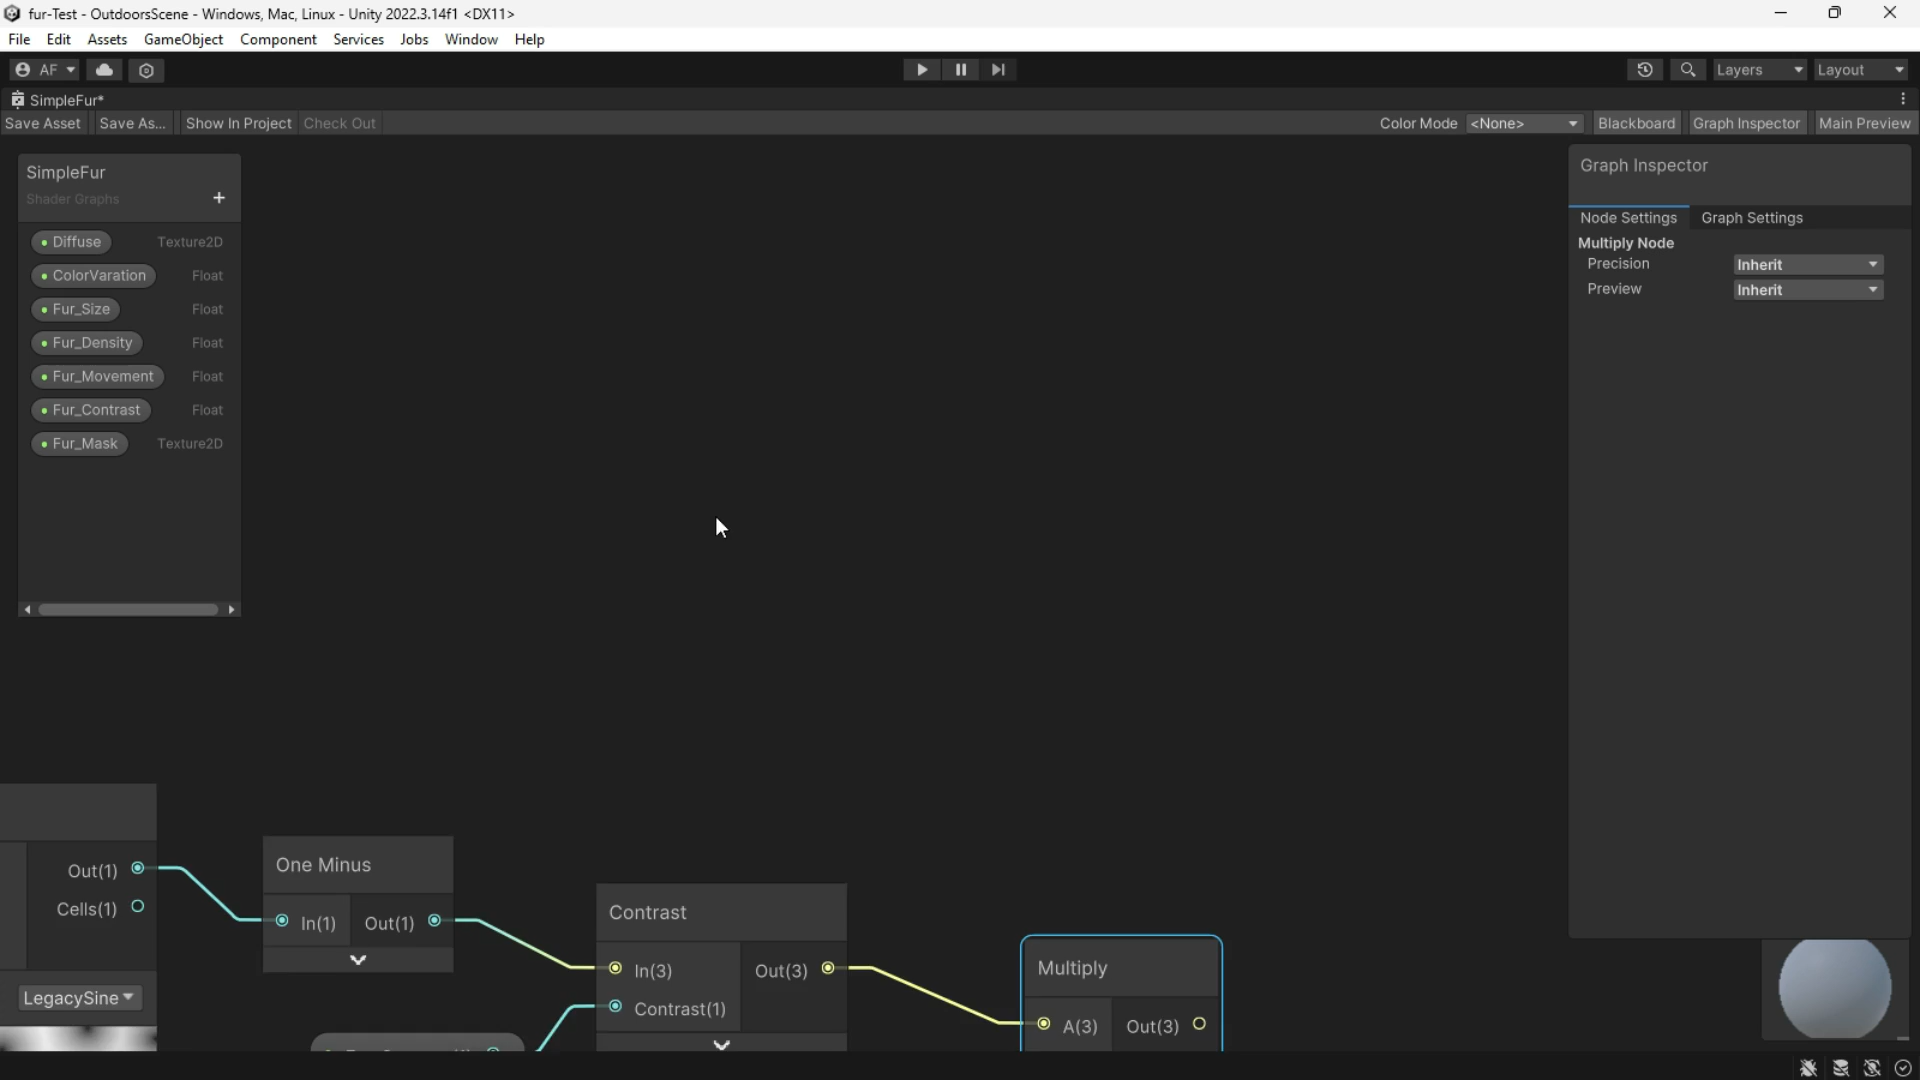 fur-Test - OutdoorsScene - Windows, Mac, Linux - Unity 2022.3.14f1 <DX11>
File Edit Assets GameObject Component Services Jobs Window Help
AF Layers Layout
SimpleFur*
Save Asset Save As... Show In Project Check Out Color Mode <None> Blackboard Graph Inspector Main Preview
SimpleFur
Shader Graphs +
Diffuse Texture2D
ColorVaration Float
Fur_Size Float
Fur_Density Float
Fur_Movement Float
Fur_Contrast Float
Fur_Mask Texture2D
Graph Inspector
Node Settings Graph Settings
Multiply Node
Precision Inherit
Preview Inherit
Out(1)
Cells(1)
LegacySine
One Minus
In(1) Out(1)
Contrast
In(3) Out(3)
Contrast(1)
Multiply
A(3) Out(3)